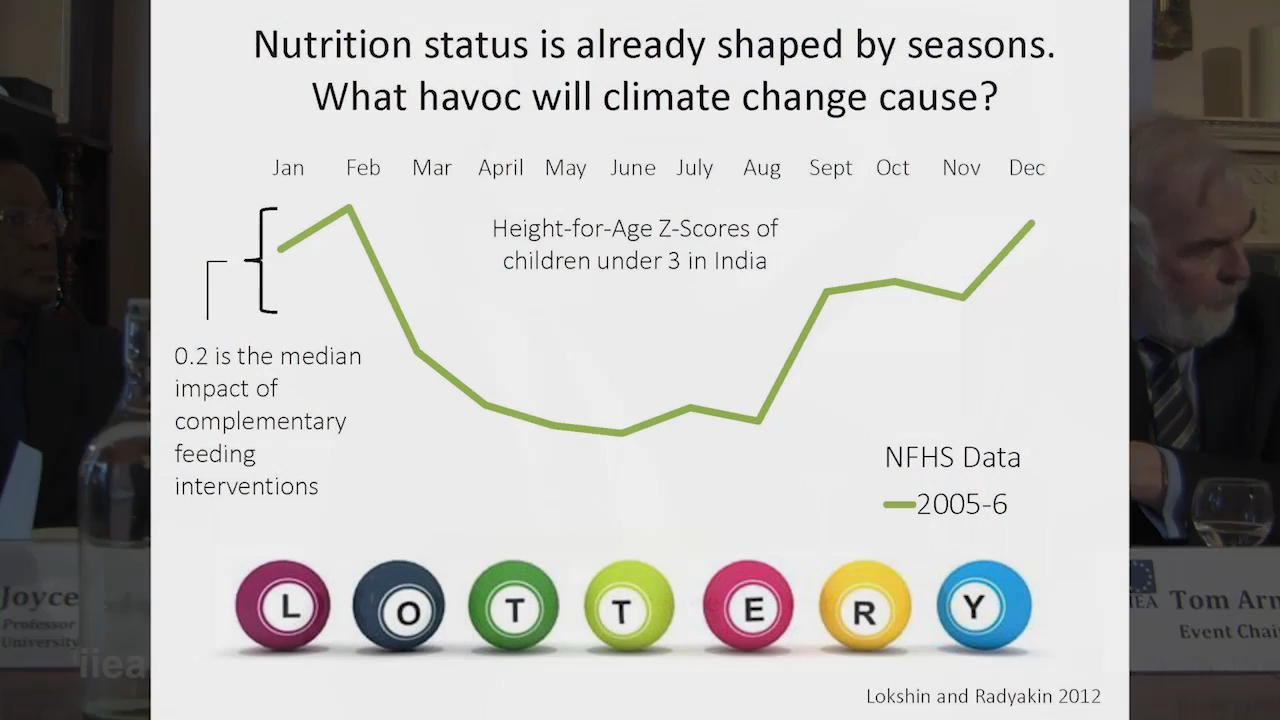 Nutrition status is already shaped by seasons.
What havoc will climate change cause?
Jan Feb Mar April May June July Aug Sept Oct Nov Dec
Height-for-Age Z-Scores of
children under 3 in India
0.2 is the median
impact of
complementary
feeding
interventions
NFHS Data
2005-6
L O T T E R Y
Lokshin and Radyakin 2012
Joyce
Professor
University
iiea
IEA
Tom Arn
Event Chair